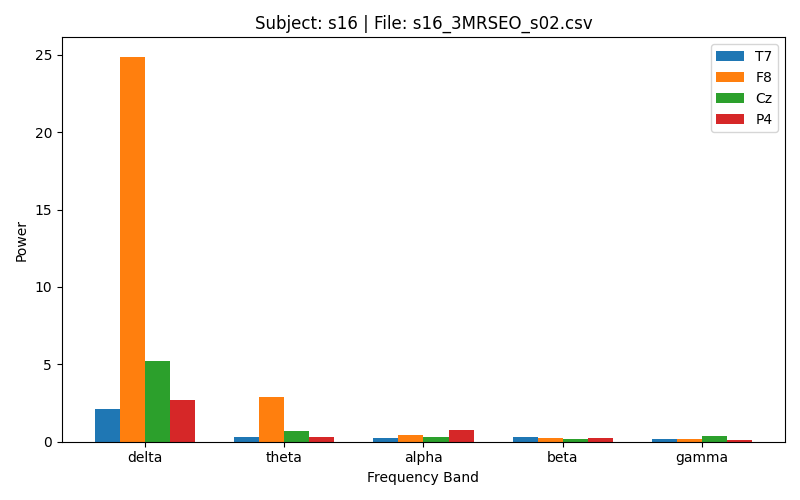 Subject: s16 | File: s16_3MRSEO_s02.csv
T7
F8
Cz
P4
Power
25
20
15
10
5
0
delta theta alpha beta gamma
Frequency Band